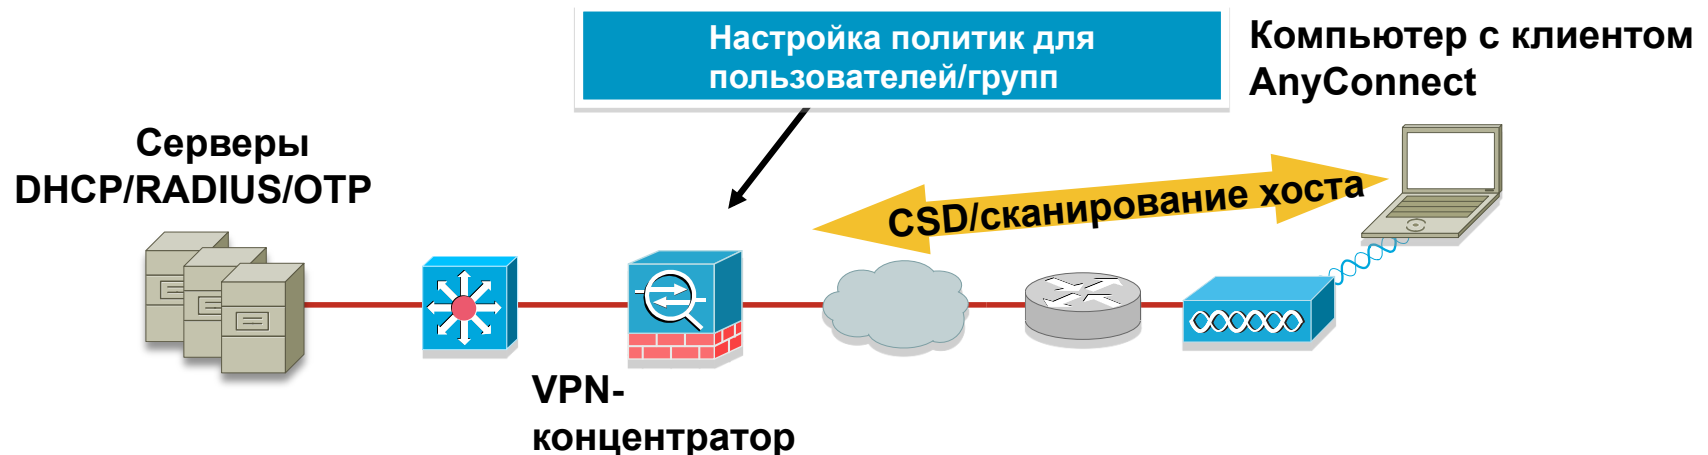 Настройка политик для
пользователей/групп
Компьютер с клиентом
AnyConnect
Серверы
DHCP/RADIUS/OTP
CSD/сканирование хоста
VPN-
концентратор